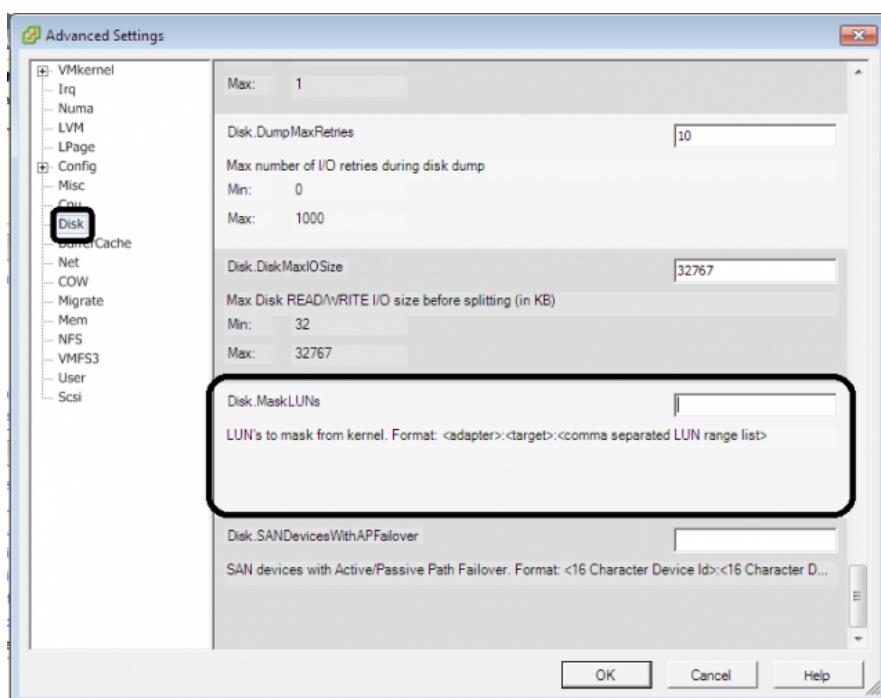 Advanced Settings
VMkernel
Irq
Numa
LVM
LPage
Config
Misc
Cpu
Disk
BufferCache
Net
COW
Migrate
Mem
NFS
VMFS3
User
Scsi
Max: 1
Disk.DumpMaxRetries 10
Max number of I/O retries during disk dump
Min: 0
Max: 1000
Disk.DiskMaxIOSize 32767
Max Disk READ/WRITE I/O size before splitting (in KB)
Min: 32
Max: 32767
Disk.MaskLUNs
LUN's to mask from kernel. Format: <adapter>:<target>:<comma separated LUN range list>
Disk.SANDevicesWithAPFailover
SAN devices with Active/Passive Path Failover. Format: <16 Character Device Id>:<16 Character D...
OK Cancel Help